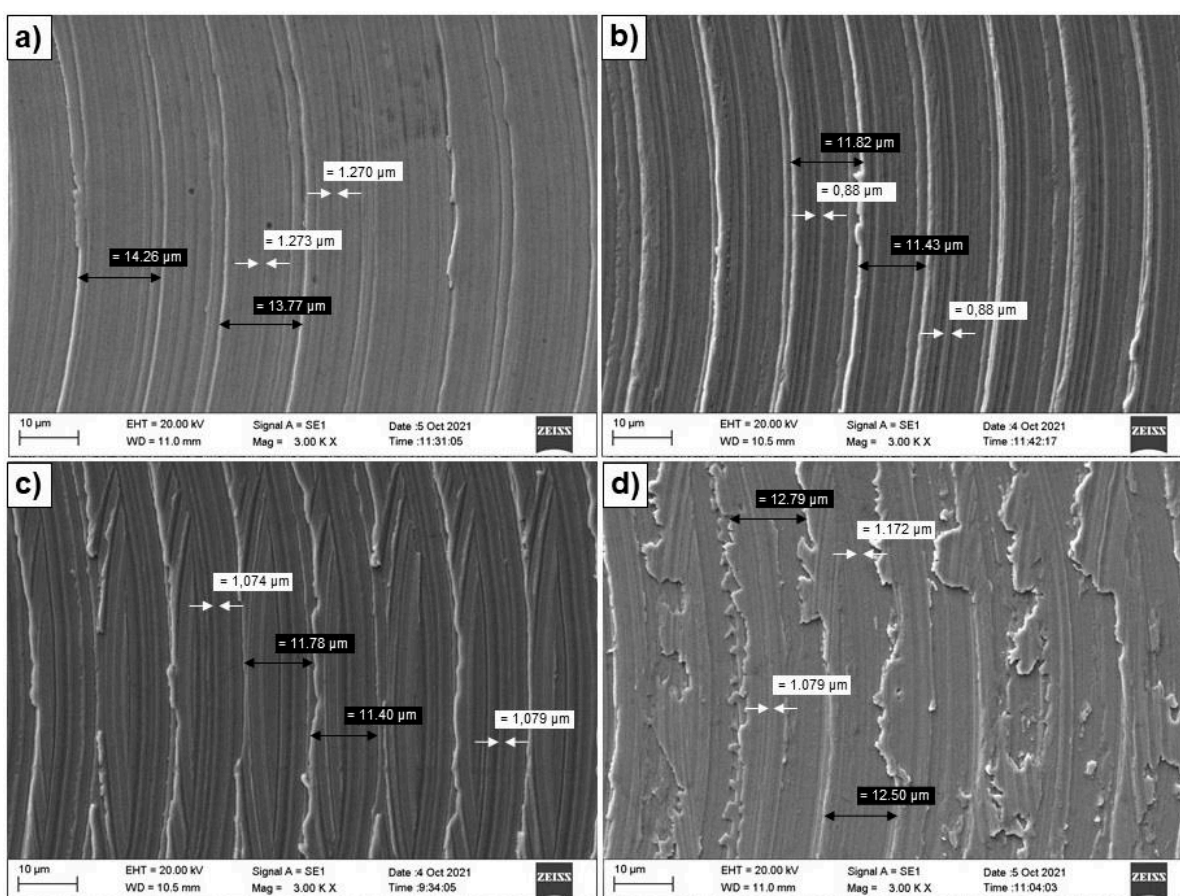 a)
= 1.270 µm
= 1.273 µm
= 14.26 µm
= 13.77 µm
10 µm
EHT = 20.00 kV Signal A = SE1 Date :5 Oct 2021
WD = 11.0 mm Mag = 3.00 K X Time :11:31:05
ZEISS
b)
= 11.82 µm
= 0,88 µm
= 11.43 µm
= 0,88 µm
10 µm
EHT = 20.00 kV Signal A = SE1 Date :4 Oct 2021
WD = 10.5 mm Mag = 3.00 K X Time :11:42:17
ZEISS
c)
= 1,074 µm
= 11.78 µm
= 11.40 µm
= 1,079 µm
10 µm
EHT = 20.00 kV Signal A = SE1 Date :4 Oct 2021
WD = 10.5 mm Mag = 3.00 K X Time :9:34:05
ZEISS
d)
= 12.79 µm
= 1.172 µm
= 1.079 µm
= 12.50 µm
10 µm
EHT = 20.00 kV Signal A = SE1 Date :5 Oct 2021
WD = 11.0 mm Mag = 3.00 K X Time :11:04:03
ZEISS